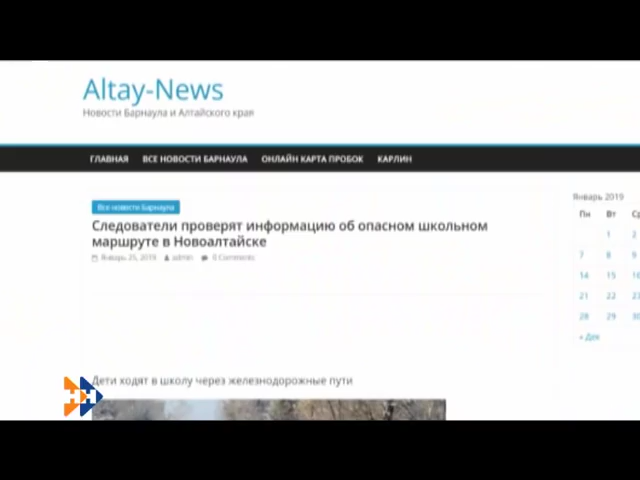 Altay-News
Новости Барнаула и Алтайского края
ГЛАВНАЯ ВСЕ НОВОСТИ БАРНАУЛА ОНЛАЙН КАРТА ПРОБОК КАРЛИН
Все новости Барнаула
Следователи проверят информацию об опасном школьном
маршруте в Новоалтайске
Январь 25, 2019 admin 0 Comments
Дети ходят в школу через железнодорожные пути
Январь 2019
Пн Вт Ср
1 2
7 8 9
14 15 16
21 22 23
28 29 30
« Дек
НН